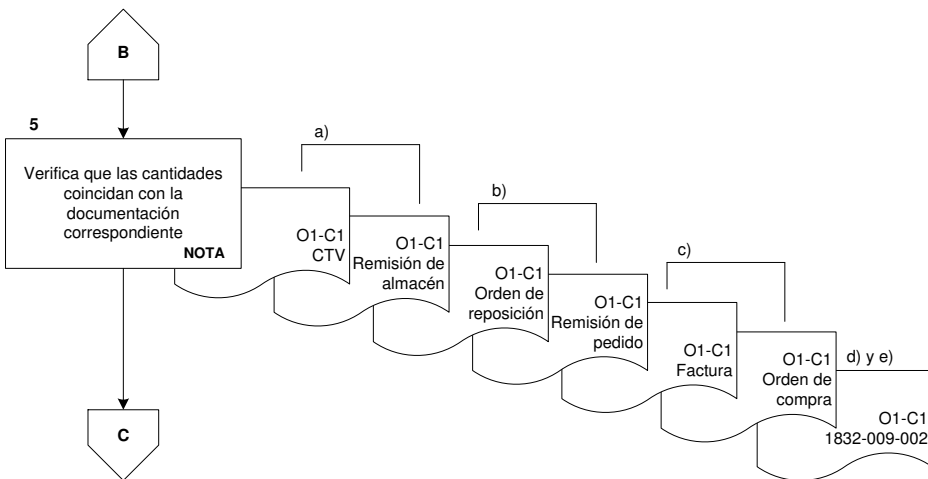 B
5
Verifica que las cantidades
coincidan con la
documentación
correspondiente
NOTA
a)
O1-C1
CTV
O1-C1
Remisión de
almacén
b)
O1-C1
Orden de
reposición
O1-C1
Remisión de
pedido
c)
O1-C1
Factura
O1-C1
Orden de
compra
d) y e)
O1-C1
1832-009-002
C